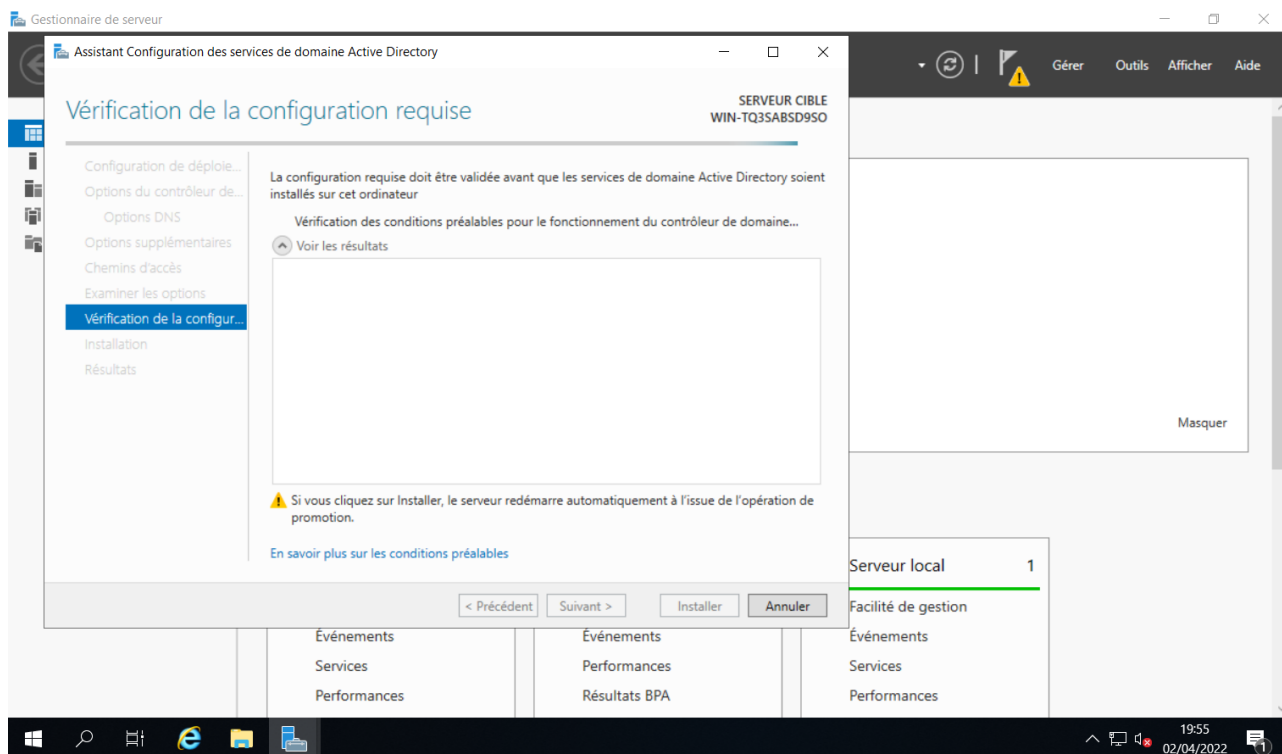 Gestionnaire de serveur
Assistant Configuration des services de domaine Active Directory
Gérer Outils Afficher Aide
Vérification de la configuration requise
SERVEUR CIBLE
WIN-TQ3SABSD9SO
Configuration de déploie...
Options du contrôleur de...
Options DNS
Options supplémentaires
Chemins d'accès
Examiner les options
Vérification de la configur...
Installation
Résultats
La configuration requise doit être validée avant que les services de domaine Active Directory soient
installés sur cet ordinateur
Vérification des conditions préalables pour le fonctionnement du contrôleur de domaine...
Voir les résultats
Si vous cliquez sur Installer, le serveur redémarre automatiquement à l'issue de l'opération de
promotion.
En savoir plus sur les conditions préalables
< Précédent Suivant > Installer Annuler
Masquer
Événements
Services
Performances
Événements
Performances
Résultats BPA
Serveur local 1
Facilité de gestion
Événements
Services
Performances
19:55
02/04/2022
1